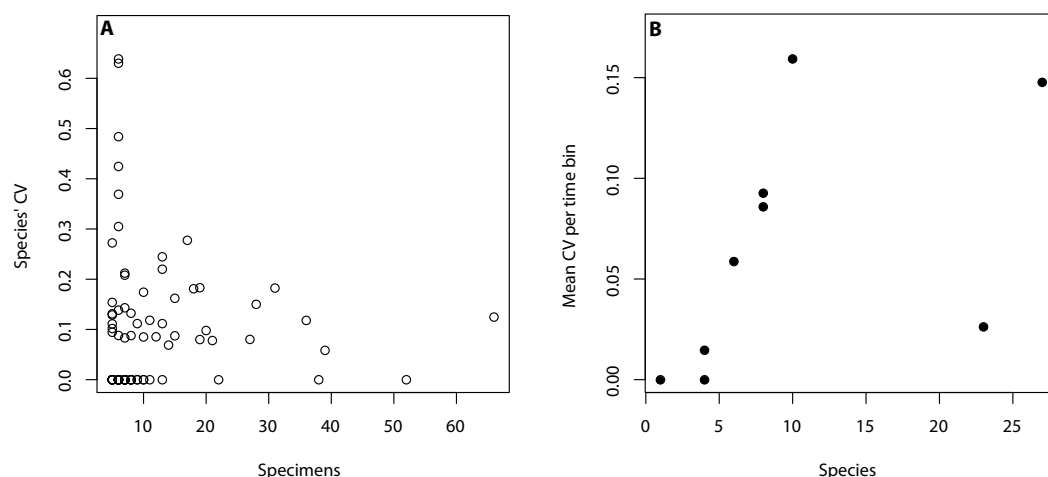 A
Species' CV
0.0 0.1 0.2 0.3 0.4 0.5 0.6
10 20 30 40 50 60
Specimens
B
Mean CV per time bin
0.00 0.05 0.10 0.15
0 5 10 15 20 25
Species